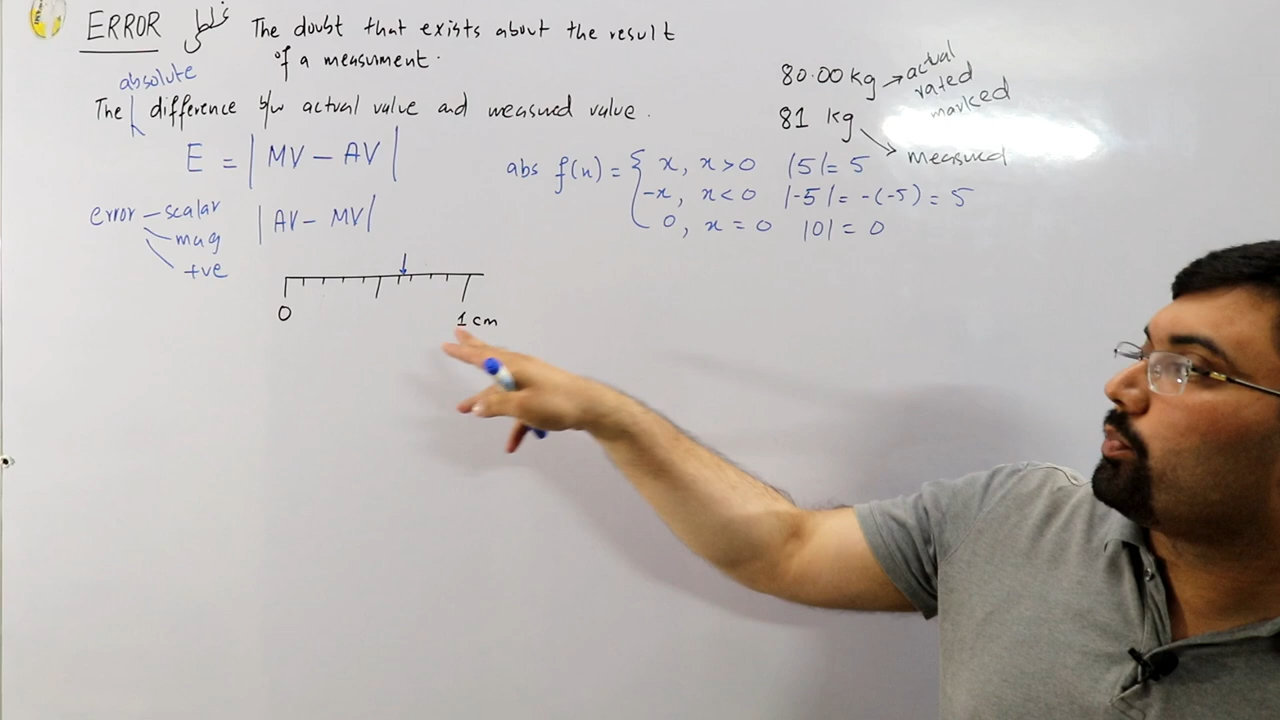 ERROR غلطی The doubt that exists about the result
of a measurment.
absolute
The difference b/w actual value and measured value.
E = | MV – AV |
error – scalar
mag
+ve
| AV – MV |
0
1 cm
80.00 kg → actual
rated
marked
81 kg
measured
abs f(x) = { x, x > 0 |5| = 5
-x, x < 0 |-5| = -(-5) = 5
0, x = 0 |0| = 0